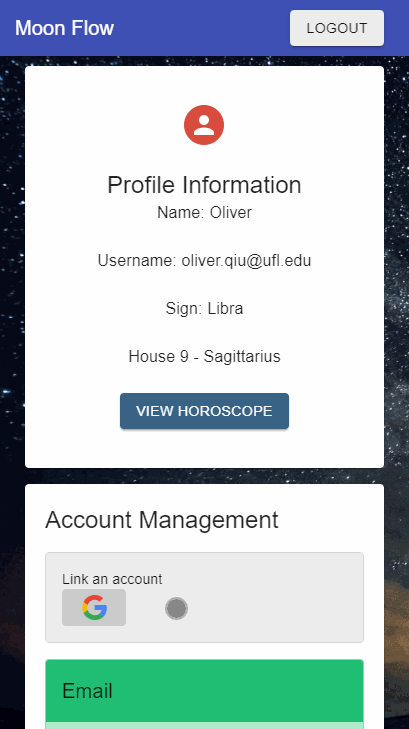 Moon Flow
LOGOUT
Profile Information
Name: Oliver
Username: oliver.qiu@ufl.edu
Sign: Libra
House 9 - Sagittarius
VIEW HOROSCOPE
Account Management
Link an account
Email